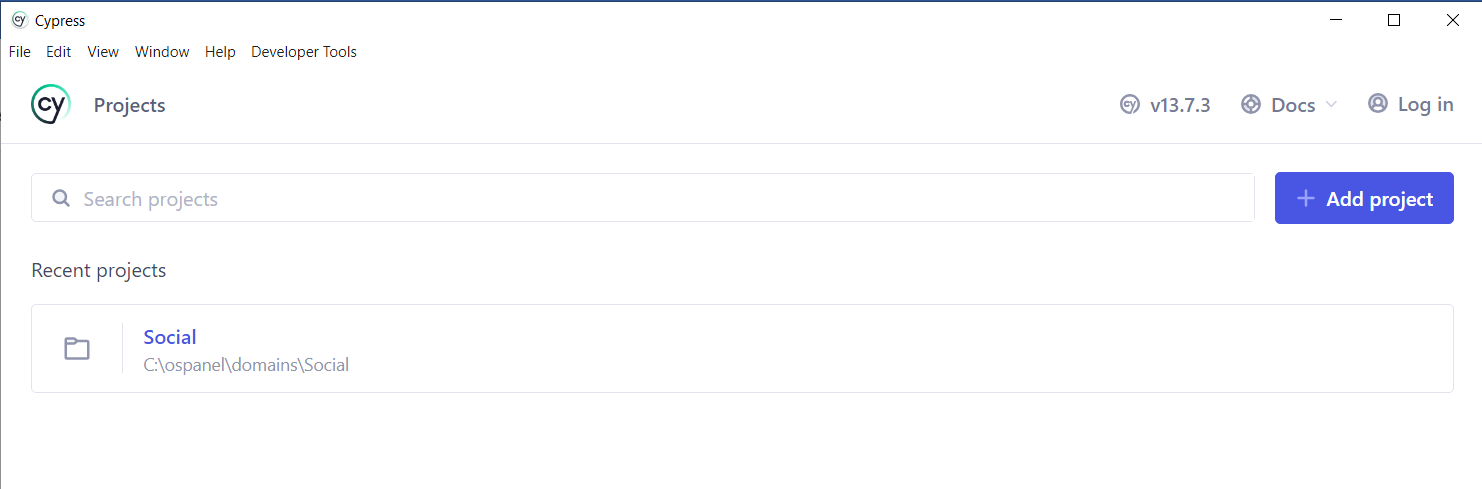 Cypress
File Edit View Window Help Developer Tools
cy Projects v13.7.3 Docs Log in
Search projects Add project
Recent projects
Social
C:\ospanel\domains\Social